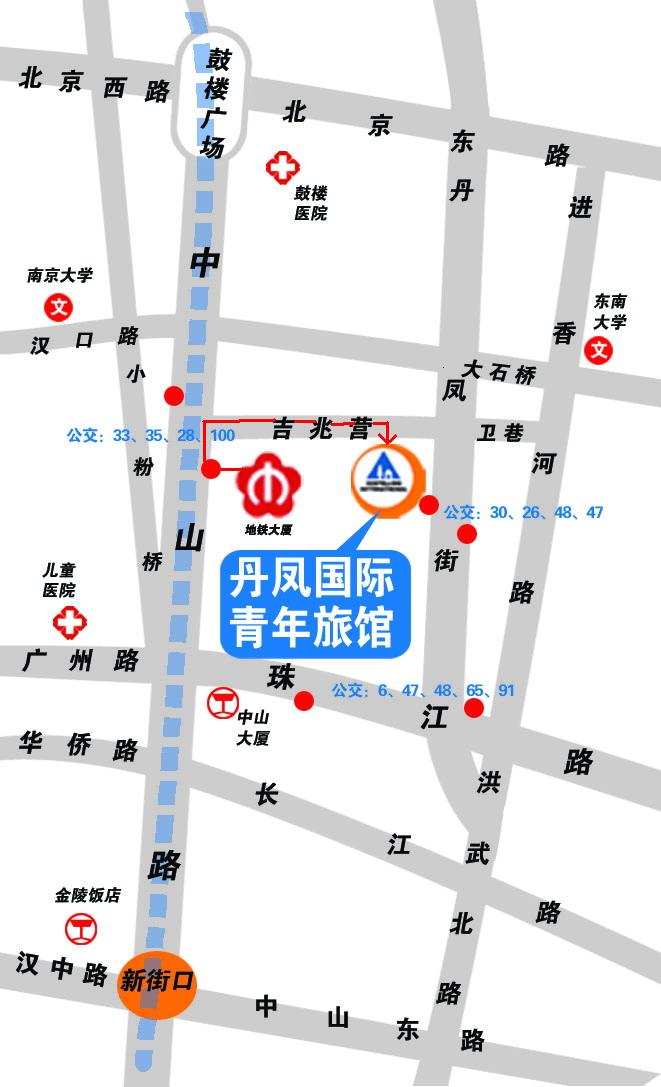 鼓楼广场
北京西路
北京东路
鼓楼
医院
丹凤街
进香河路
南京大学
文
东南
大学
文
汉口路
中山路
小粉桥
大石桥
吉兆营
卫巷
公交：33、35、28、100
地铁大厦
公交：30、26、48、47
丹凤国际
青年旅馆
儿童
医院
广州路
珠江路
公交：6、47、48、65、91
中山
大厦
华侨路
长江路
洪武北路
金陵饭店
汉中路
新街口
中山东路